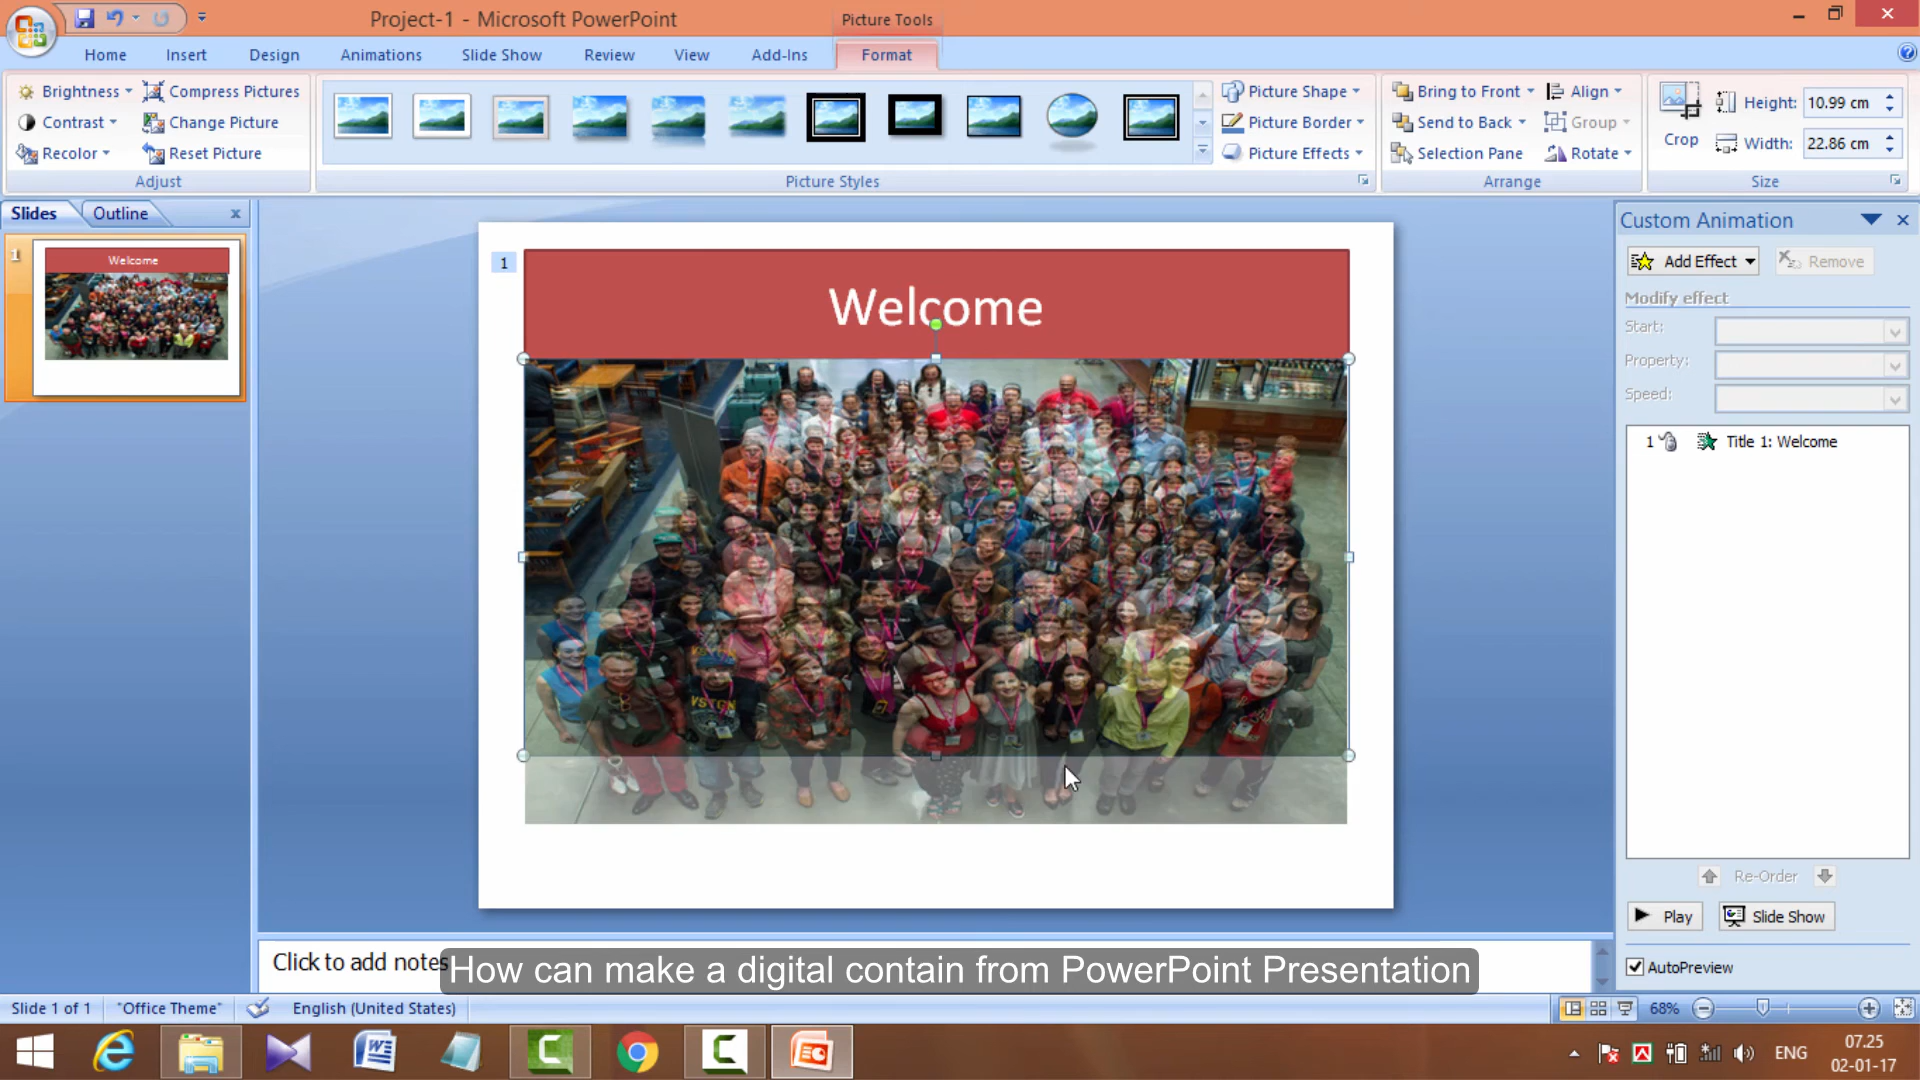 Project-1 - Microsoft PowerPoint
Picture Tools
Home Insert Design Animations Slide Show Review View Add-Ins Format
Brightness
Compress Pictures
Contrast
Change Picture
Recolor
Reset Picture
Adjust
Picture Styles
Picture Shape
Picture Border
Picture Effects
Bring to Front
Send to Back
Selection Pane
Align
Group
Rotate
Arrange
Crop
Height: 10.99 cm
Width: 22.86 cm
Size
Slides Outline
1
Welcome
1
Welcome
VSTGN
Custom Animation
Add Effect
Remove
Modify effect
Start:
Property:
Speed:
1 Title 1: Welcome
Re-Order
Play
Slide Show
AutoPreview
Click to add notes
How can make a digital contain from PowerPoint Presentation
Slide 1 of 1 "Office Theme" English (United States) 68%
ENG
07.25
02-01-17